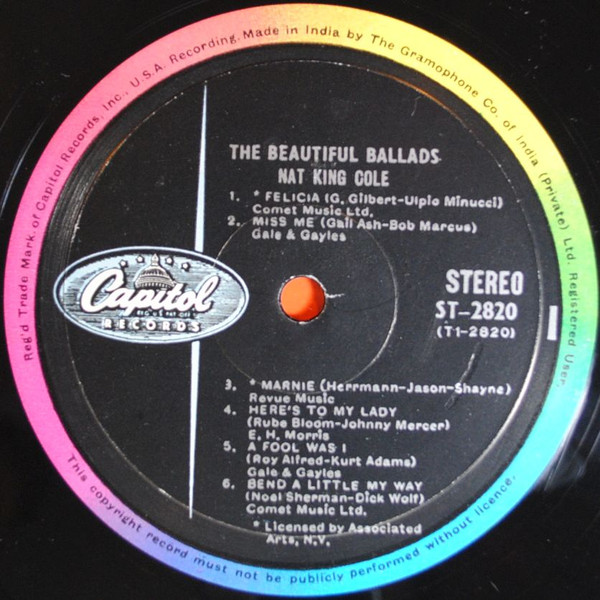 Reg'd Trade Mark of Capitol Records, Inc., U.S.A. Recording. Made in India by The Gramophone Co. of India (Private) Ltd. Registered User.
THE BEAUTIFUL BALLADS
NAT KING COLE
1. * FELICIA (G. Gilbert-Ulpio Minucci)
Comet Music Ltd.
2. MISS ME (Gail Ash-Bob Marcus)
Gale & Gayles
Capitol
RECORDS
STEREO
ST-2820
(T1-2820)
1
3. * MARNIE (Herrmann-Jason-Shayne)
Revue Music
4. HERE'S TO MY LADY
(Rube Bloom-Johnny Mercer)
E. H. Morris
5. A FOOL WAS I
(Roy Alfred-Kurt Adams)
Gale & Gayles
6. BEND A LITTLE MY WAY
(Noel Sherman-Dick Wolf)
Comet Music Ltd.
* Licensed by Associated
Arts, N.V.
This copyright record must not be publicly performed without licence.